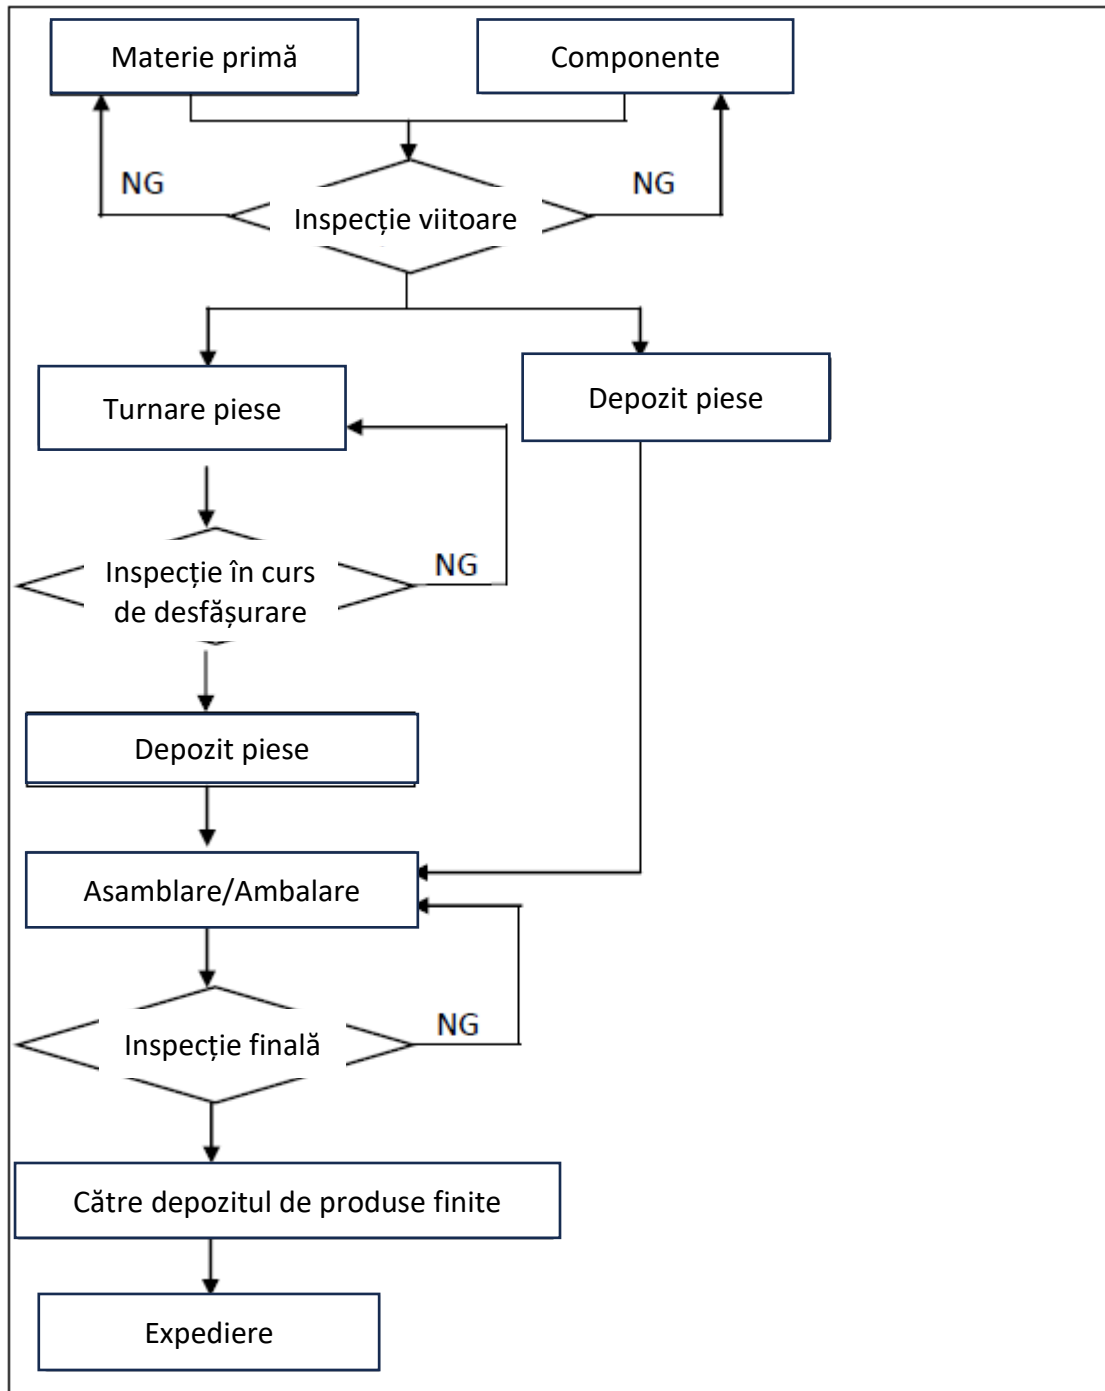 Materie primă
Componente
NG
NG
Inspecție viitoare
Turnare piese
Depozit piese
Inspecție în curs
de desfășurare
NG
Depozit piese
Asamblare/Ambalare
Inspecție finală
NG
Către depozitul de produse finite
Expediere